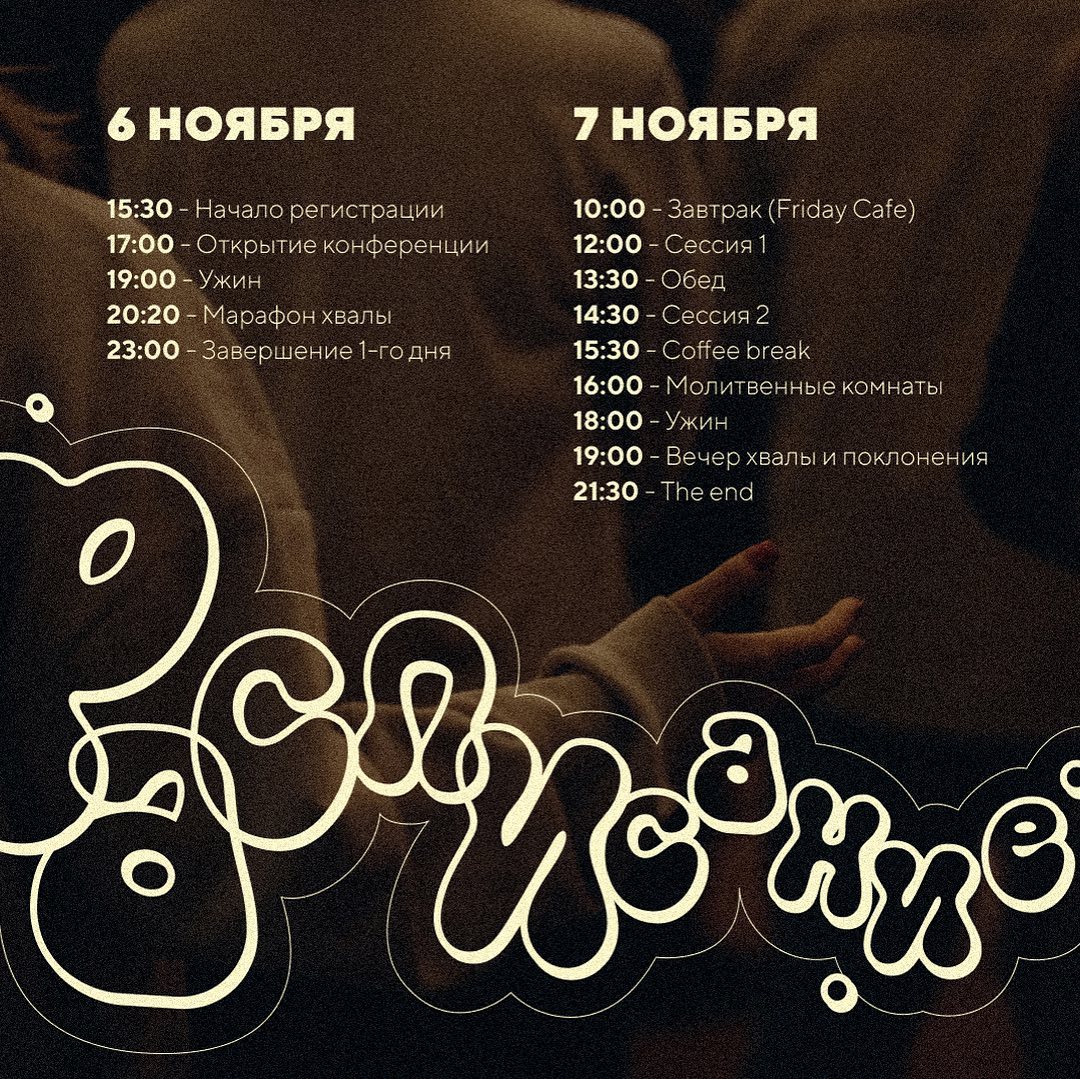 6 НОЯБРЯ
15:30 - Начало регистрации
17:00 - Открытие конференции
19:00 - Ужин
20:20 - Марафон хвалы
23:00 - Завершение 1-го дня
7 НОЯБРЯ
10:00 - Завтрак (Friday Cafe)
12:00 - Сессия 1
13:30 - Обед
14:30 - Сессия 2
15:30 - Coffee break
16:00 - Молитвенные комнаты
18:00 - Ужин
19:00 - Вечер хвалы и поклонения
21:30 - The end
Расписание